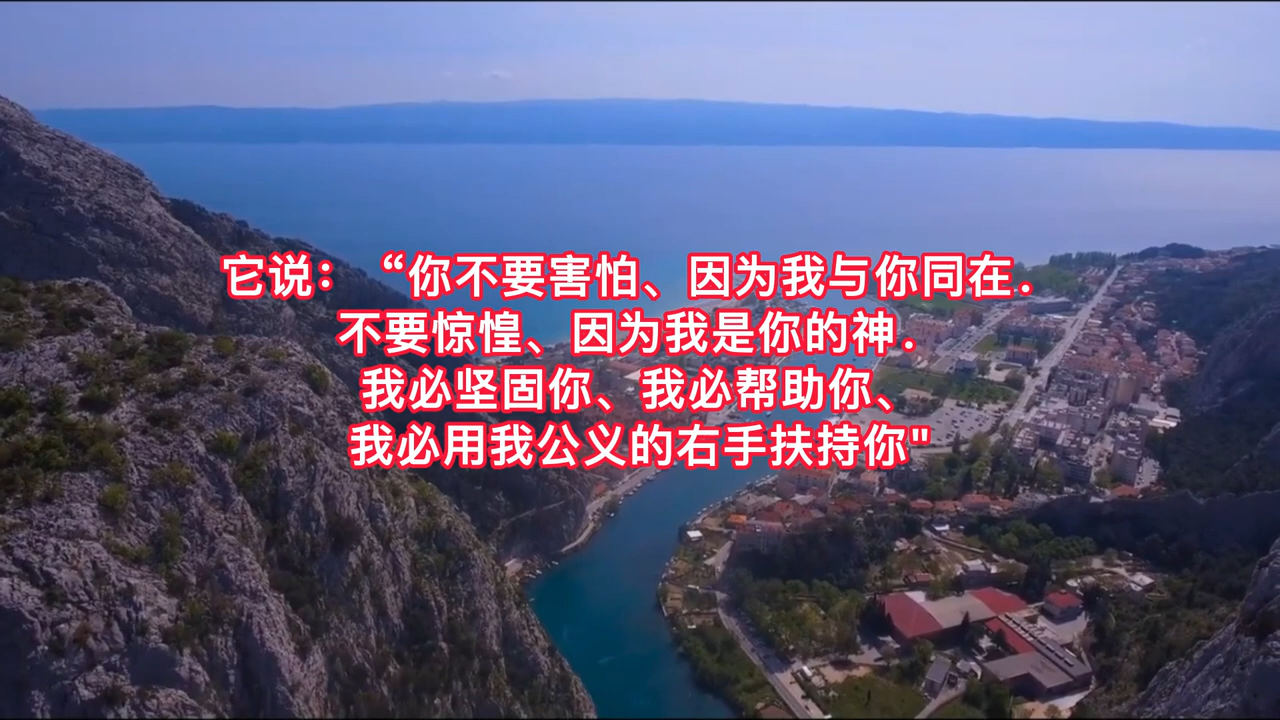 它说：“你不要害怕、因为我与你同在．
不要惊惶、因为我是你的神．
我必坚固你、我必帮助你、
我必用我公义的右手扶持你"